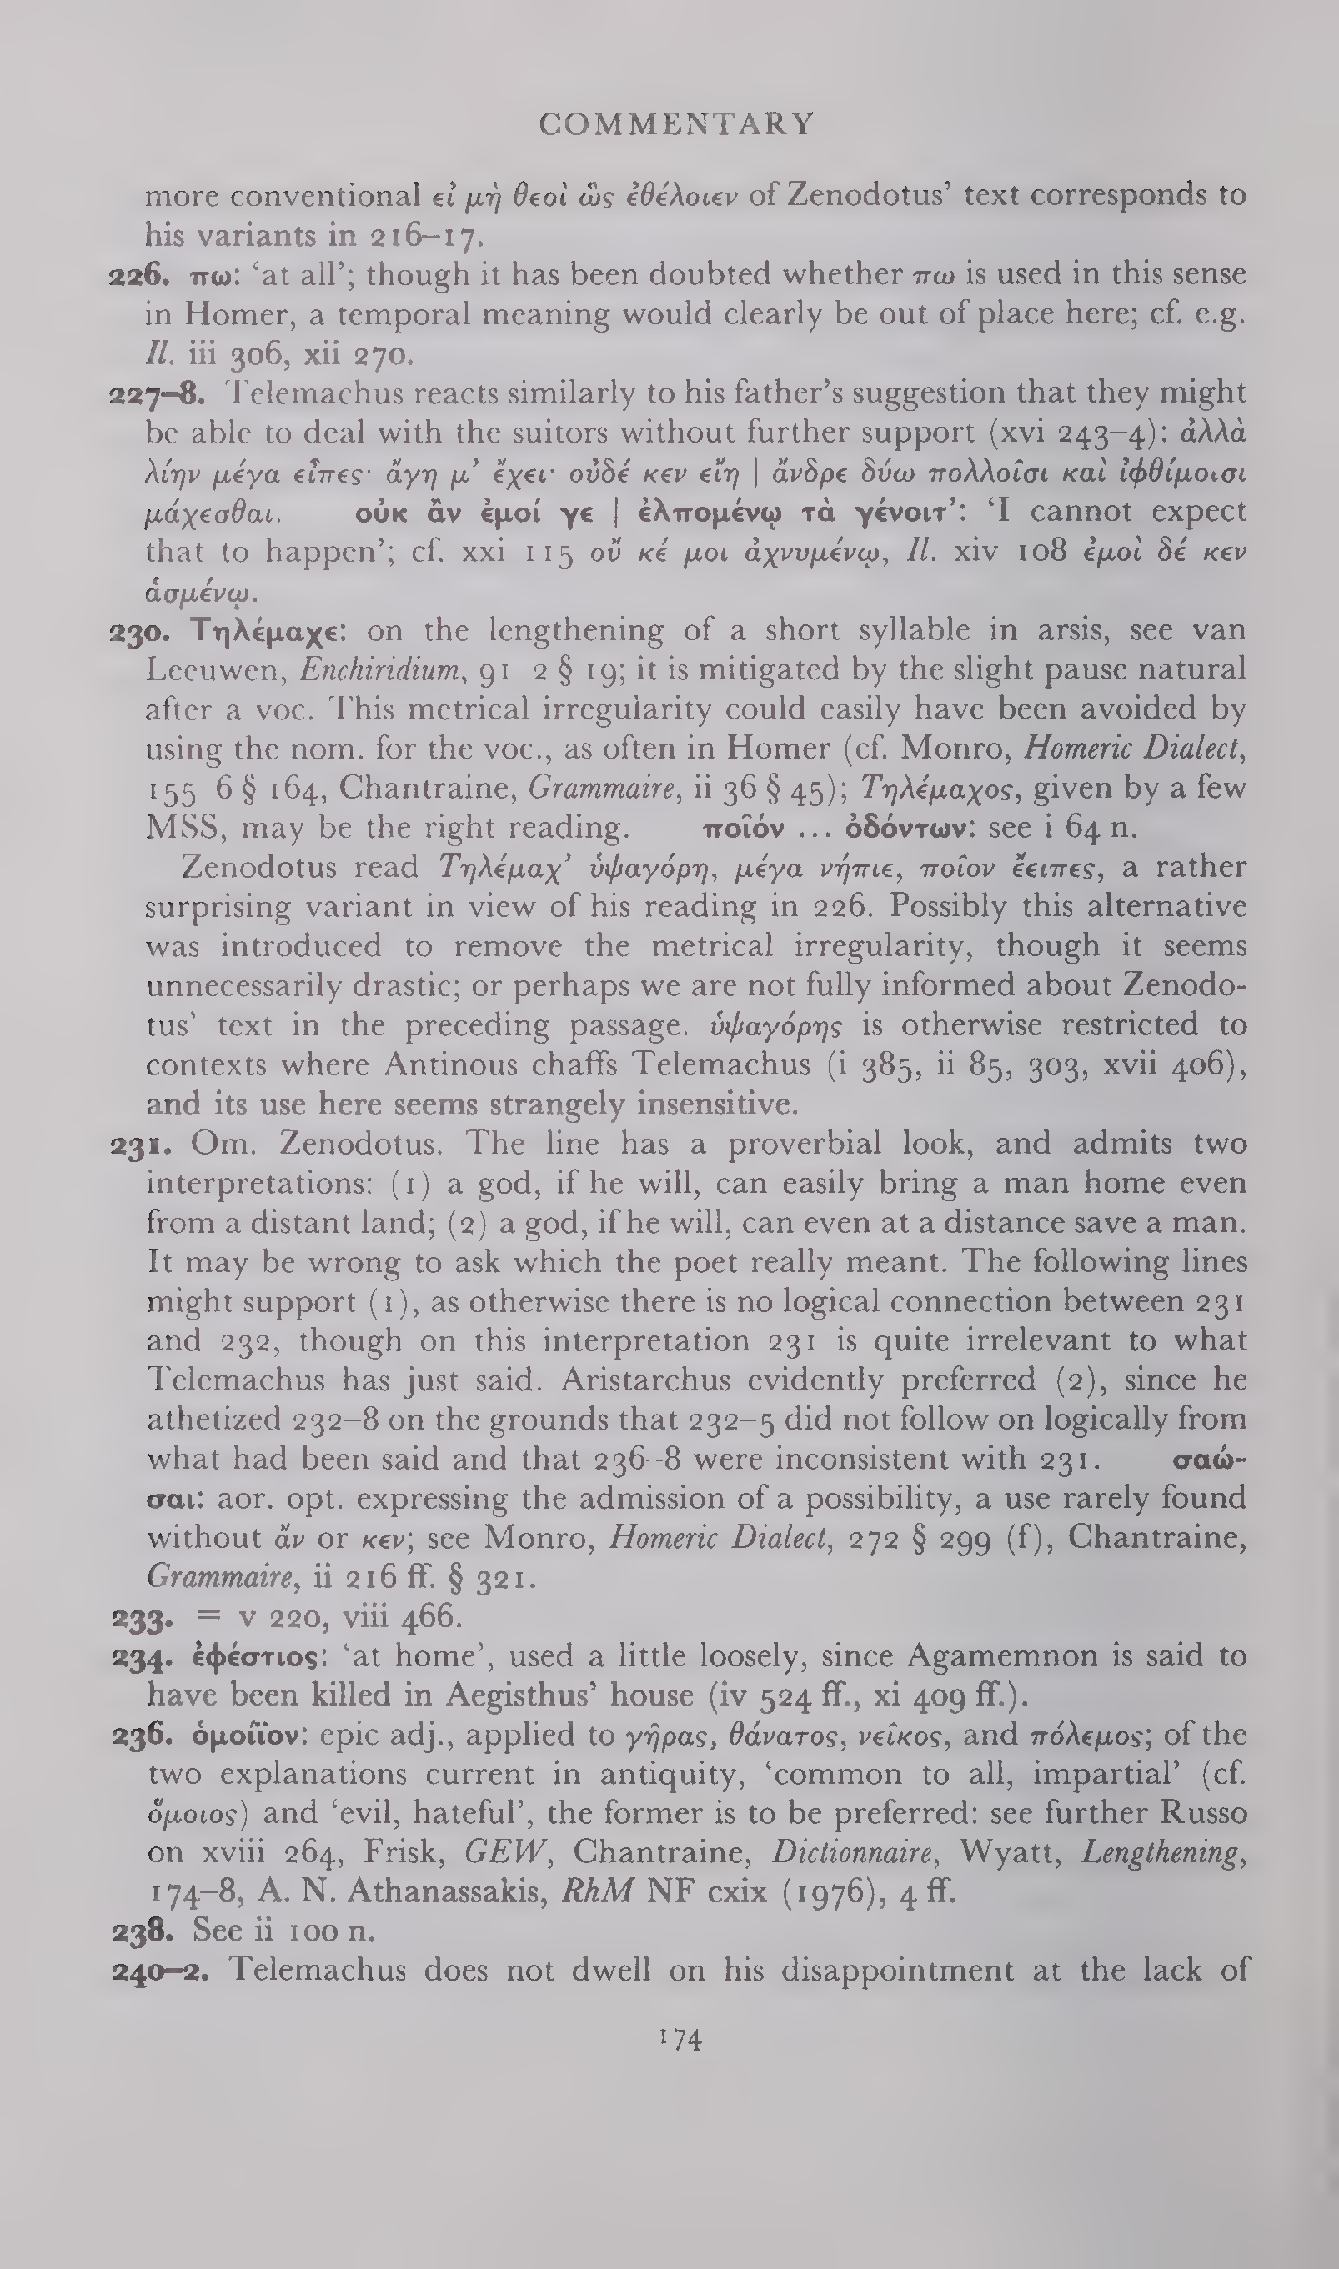 COMMENTARY
more conventional εἰ μὴ θεοὶ ὣς ἐθέλοιεν of Zenodotus’ text corresponds to
his variants in 216–17.
226. πω: ‘at all’; though it has been doubted whether πω is used in this sense
in Homer, a temporal meaning would clearly be out of place here; cf. e.g.
Il. iii 306, xii 270.
227–8. Telemachus reacts similarly to his father’s suggestion that they might
be able to deal with the suitors without further support (xvi 243–4): ἀλλὰ
λίην μέγα εἶπες· ἄγη μ’ ἔχει· οὐδέ κεν εἴη | ἄνδρε δύω πολλοῖσι καὶ ἰφθίμοισι
μάχεσθαι. οὐκ ἂν ἐμοί γε | ἐλπομένῳ τὰ γένοιτ’: ‘I cannot expect
that to happen’; cf. xxi 115 οὔ κέ μοι ἀχνυμένῳ, Il. xiv 108 ἐμοὶ δέ κεν
ἀσμένῳ.
230. Τηλέμαχε: on the lengthening of a short syllable in arsis, see van
Leeuwen, Enchiridium, 91 2 § 19; it is mitigated by the slight pause natural
after a voc. This metrical irregularity could easily have been avoided by
using the nom. for the voc., as often in Homer (cf. Monro, Homeric Dialect,
155 6 § 164, Chantraine, Grammaire, ii 36 § 45); Τηλέμαχος, given by a few
MSS, may be the right reading. ποῖόν ... ὀδόντων: see i 64 n.
Zenodotus read Τηλέμαχ’ ὑψαγόρη, μέγα νήπιε, ποῖον ἔειπες, a rather
surprising variant in view of his reading in 226. Possibly this alternative
was introduced to remove the metrical irregularity, though it seems
unnecessarily drastic; or perhaps we are not fully informed about Zenodo-
tus’ text in the preceding passage. ὑψαγόρης is otherwise restricted to
contexts where Antinous chaffs Telemachus (i 385, ii 85, 303, xvii 406),
and its use here seems strangely insensitive.
231. Om. Zenodotus. The line has a proverbial look, and admits two
interpretations: (1) a god, if he will, can easily bring a man home even
from a distant land; (2) a god, if he will, can even at a distance save a man.
It may be wrong to ask which the poet really meant. The following lines
might support (1), as otherwise there is no logical connection between 231
and 232, though on this interpretation 231 is quite irrelevant to what
Telemachus has just said. Aristarchus evidently preferred (2), since he
athetized 232–8 on the grounds that 232–5 did not follow on logically from
what had been said and that 236–8 were inconsistent with 231. σαώ-
σαι: aor. opt. expressing the admission of a possibility, a use rarely found
without ἄν or κεν; see Monro, Homeric Dialect, 272 § 299 (f), Chantraine,
Grammaire, ii 216 ff. § 321.
233. = v 220, viii 466.
234. ἐφέστιος: ‘at home’, used a little loosely, since Agamemnon is said to
have been killed in Aegisthus’ house (iv 524 ff., xi 409 ff.).
236. ὁμοίϊον: epic adj., applied to γῆρας, θάνατος, νεῖκος, and πόλεμος; of the
two explanations current in antiquity, ‘common to all, impartial’ (cf.
ὅμοιος) and ‘evil, hateful’, the former is to be preferred: see further Russo
on xviii 264, Frisk, GEW, Chantraine, Dictionnaire, Wyatt, Lengthening,
174–8, A. N. Athanassakis, RhM NF cxix (1976), 4 ff.
238. See ii 100 n.
240–2. Telemachus does not dwell on his disappointment at the lack of
174